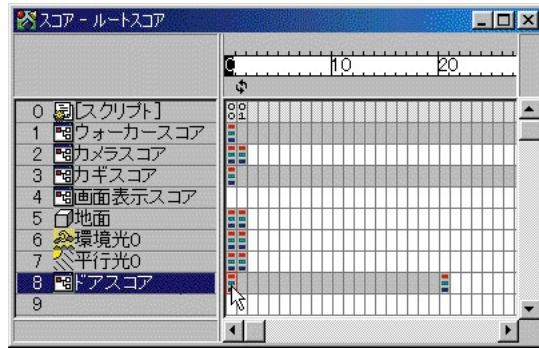 スコア - ルートスコア
0 10 20
0 [スクリプト]
1 ウォーカースコア
2 カメラスコア
3 カギスコア
4 画面表示スコア
5 地面
6 環境光0
7 平行光0
8 ドアスコア
9